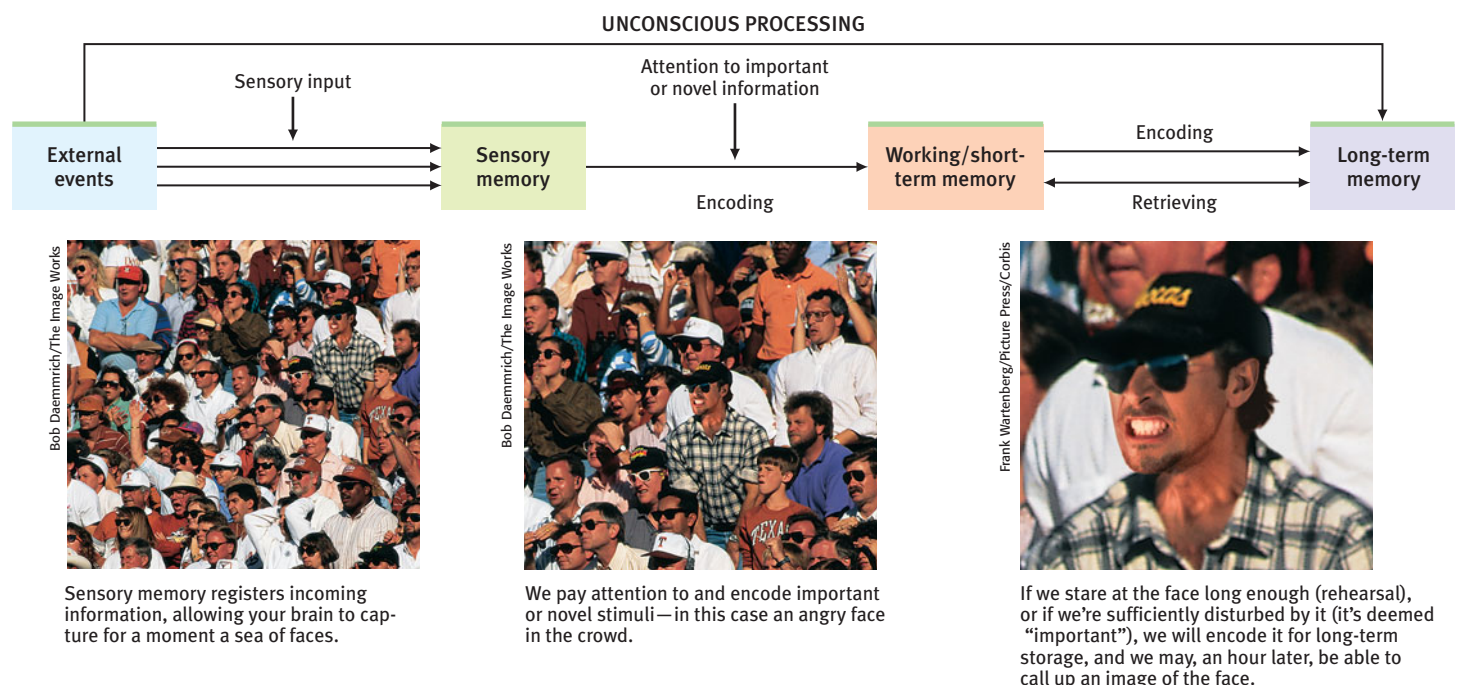 UNCONSCIOUS PROCESSING
Sensory input
Attention to important
or novel information
External
events
Sensory
memory
Encoding
Working/short-
term memory
Encoding
Retrieving
Long-term
memory
Bob Daemmrich/The Image Works
TEXA
Sensory memory registers incoming
information, allowing your brain to cap-
ture for a moment a sea of faces.
Bob Daemmrich/The Image Works
TEXA
We pay attention to and encode important
or novel stimuli—in this case an angry face
in the crowd.
Frank Wartenberg/Picture Press/Corbis
If we stare at the face long enough (rehearsal),
or if we're sufficiently disturbed by it (it's deemed
“important”), we will encode it for long-term
storage, and we may, an hour later, be able to
call up an image of the face.